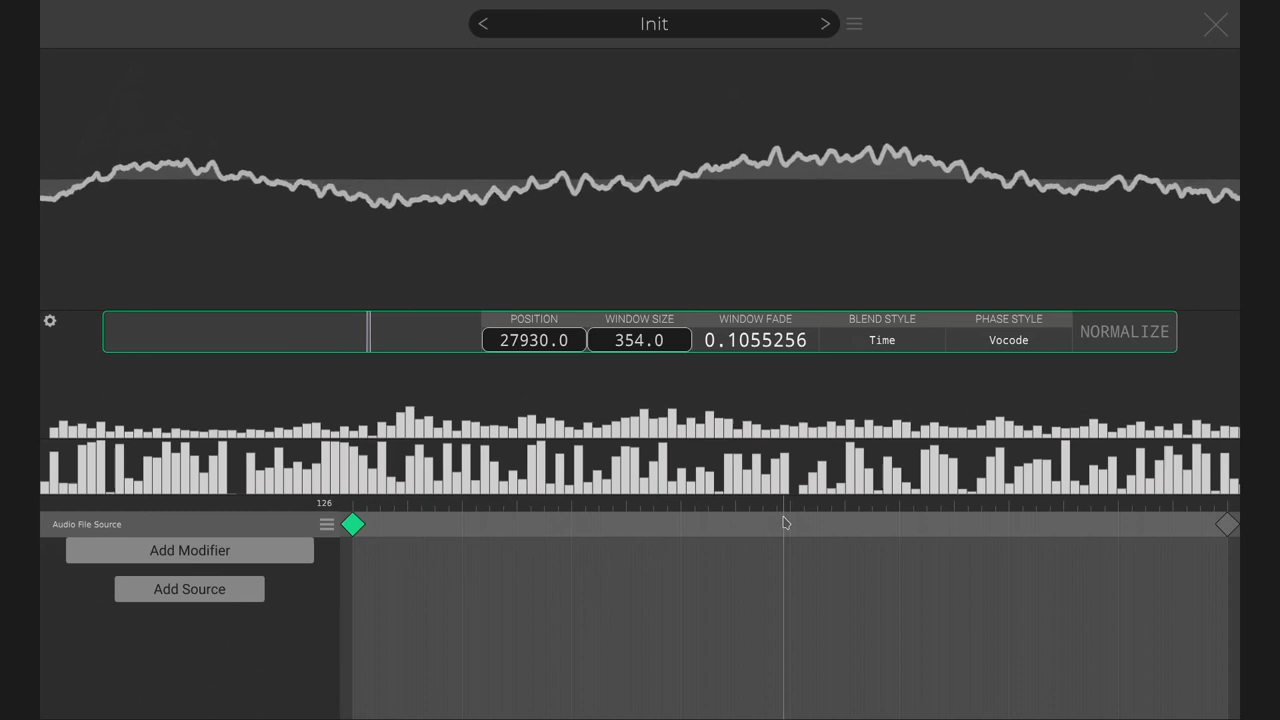 Init
POSITION WINDOW SIZE WINDOW FADE BLEND STYLE PHASE STYLE
27930.0 354.0 0.1055256 Time Vocode NORMALIZE
126
Audio File Source
Add Modifier
Add Source